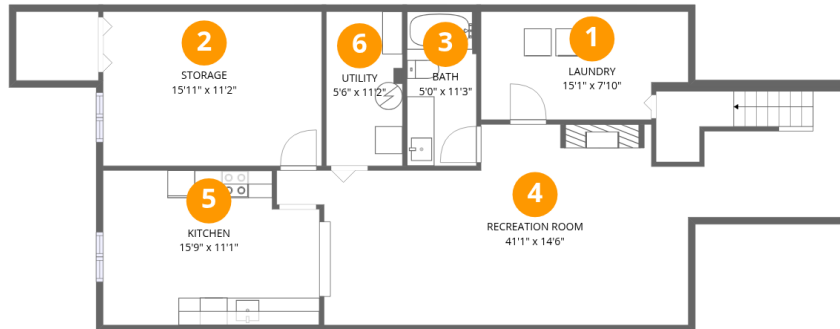 2
STORAGE
15'11" x 11'2"
6
UTILITY
5'6" x 11'2"
3
BATH
5'0" x 11'3"
1
LAUNDRY
15'1" x 7'10"
5
KITCHEN
15'9" x 11'1"
4
RECREATION ROOM
41'1" x 14'6"